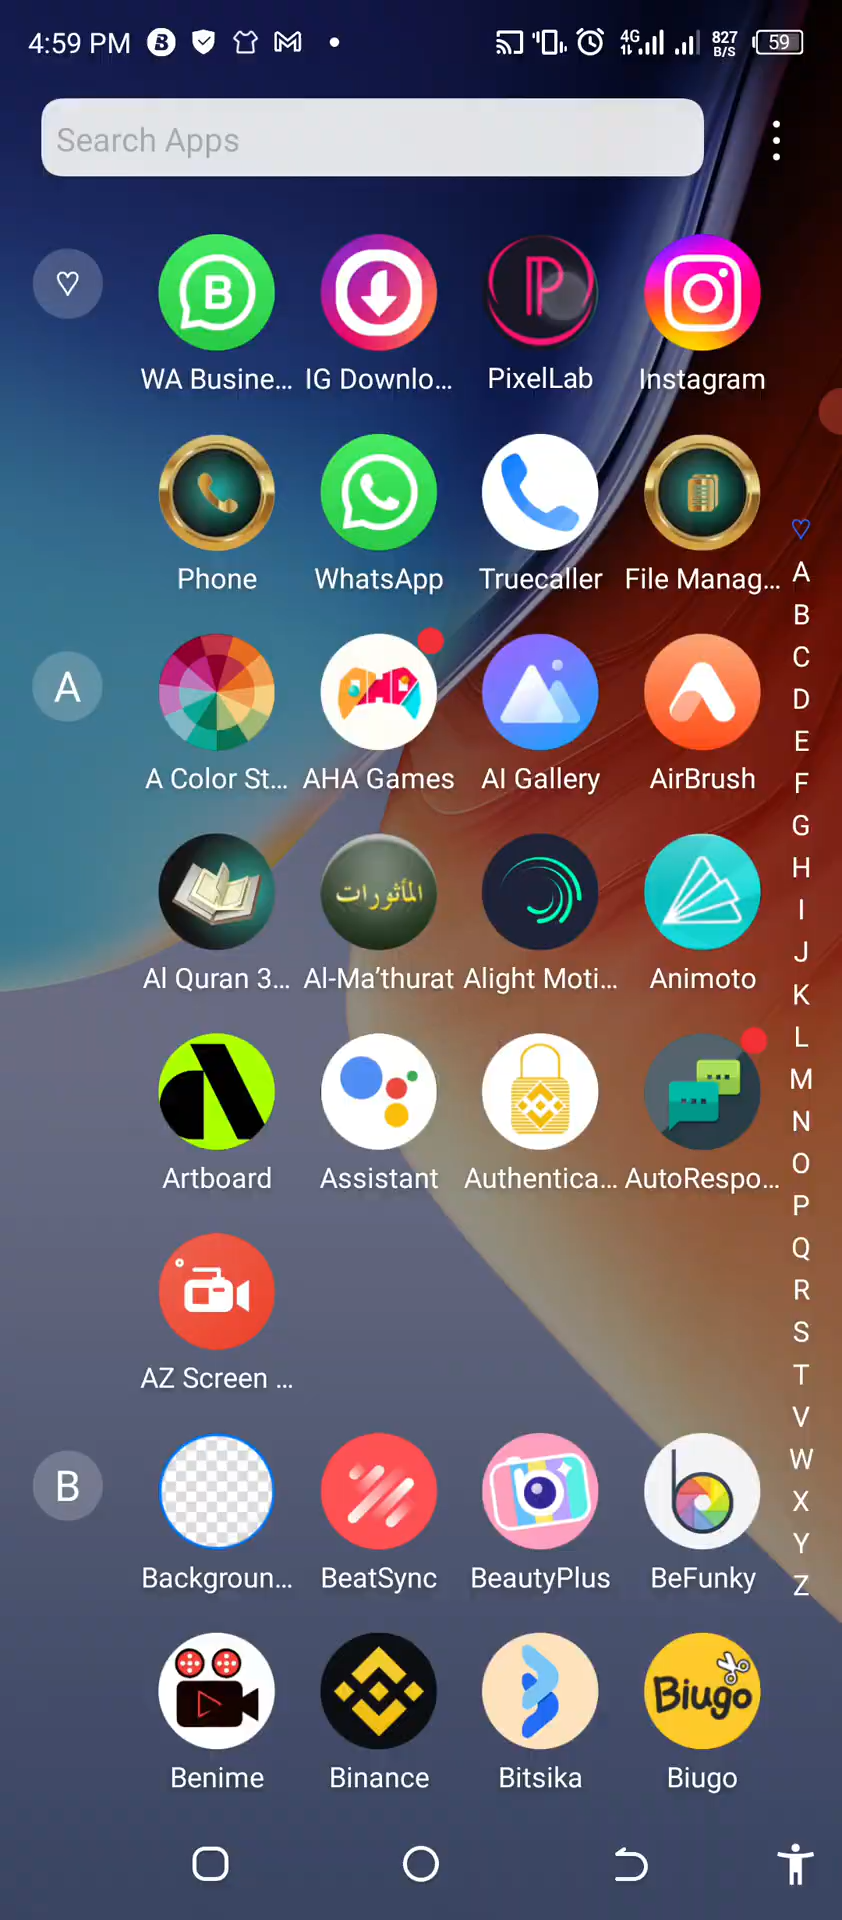 4:59 PM
4G
827
B/S
59
Search Apps
B
WA Busine...
IG Downlo...
PixelLab
Instagram
Phone
WhatsApp
Truecaller
File Manag...
A
AHA
A Color St...
AHA Games
AI Gallery
AirBrush
المأثورات
Al Quran 3...
Al-Ma’thurat
Alight Moti...
Animoto
Artboard
Assistant
Authentica...
AutoRespo...
AZ Screen ...
B
Backgroun...
BeatSync
BeautyPlus
BeFunky
Biugo
Benime
Binance
Bitsika
Biugo
A
B
C
D
E
F
G
H
I
J
K
L
M
N
O
P
Q
R
S
T
V
W
X
Y
Z